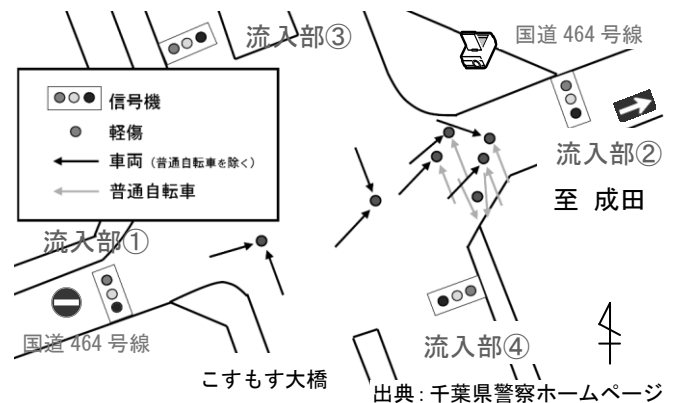 流入部③
国道 464 号線
信号機
軽傷
車両（普通自転車を除く）
普通自転車
流入部②
至 成田
流入部①
国道 464 号線
流入部④
こすもす大橋
出典：千葉県警察ホームページ